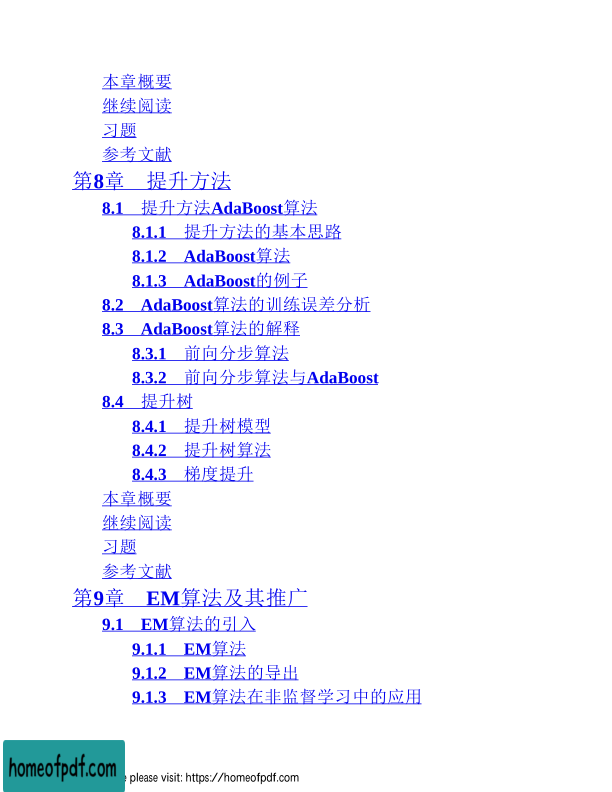 本章概要
继续阅读
习题
参考文献
第8章 提升方法
8.1 提升方法AdaBoost算法
8.1.1 提升方法的基本思路
8.1.2 AdaBoost算法
8.1.3 AdaBoost的例子
8.2 AdaBoost算法的训练误差分析
8.3 AdaBoost算法的解释
8.3.1 前向分步算法
8.3.2 前向分步算法与AdaBoost
8.4 提升树
8.4.1 提升树模型
8.4.2 提升树算法
8.4.3 梯度提升
本章概要
继续阅读
习题
参考文献
第9章 EM算法及其推广
9.1 EM算法的引入
9.1.1 EM算法
9.1.2 EM算法的导出
9.1.3 EM算法在非监督学习中的应用
homeofpdf.com
please visit: https://homeofpdf.com